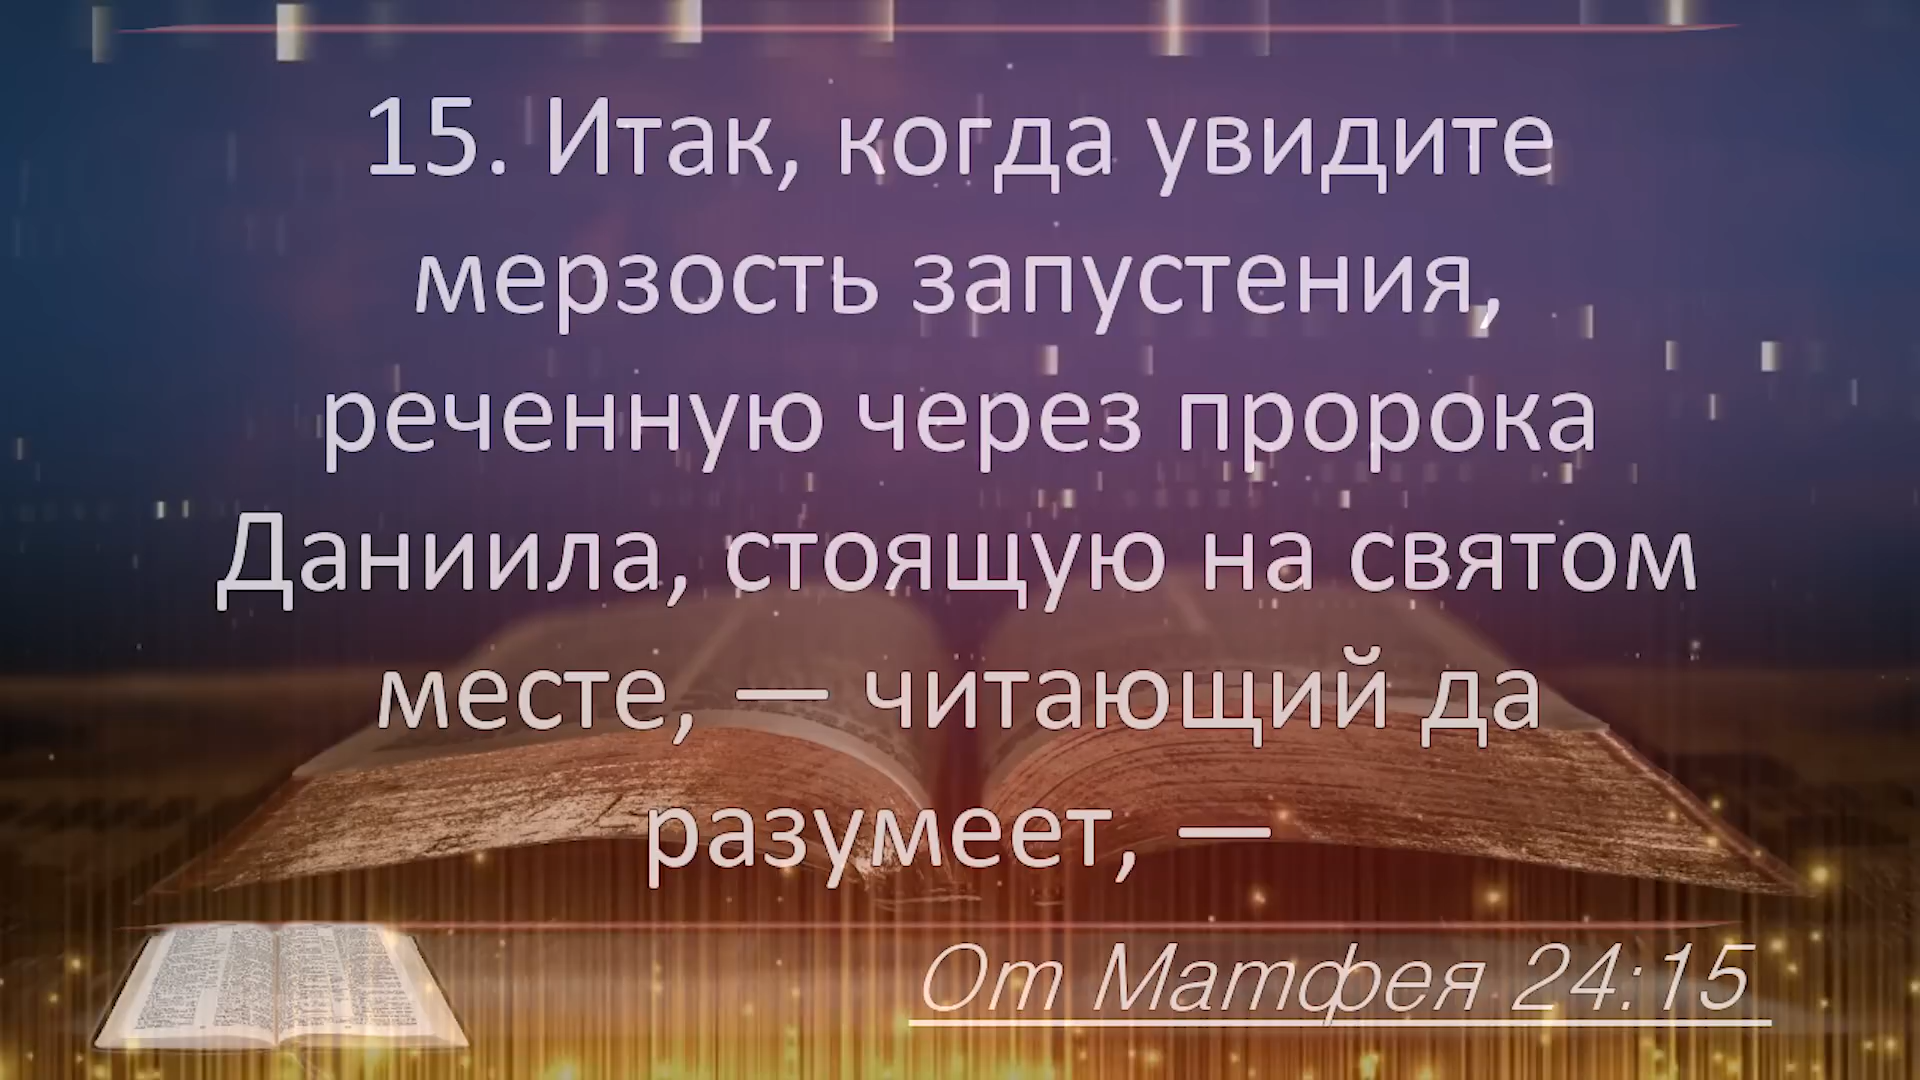 15. Итак, когда увидите
мерзость запустения,
реченную через пророка
Даниила, стоящую на святом
месте, — читающий да
разумеет, —
От Матфея 24:15